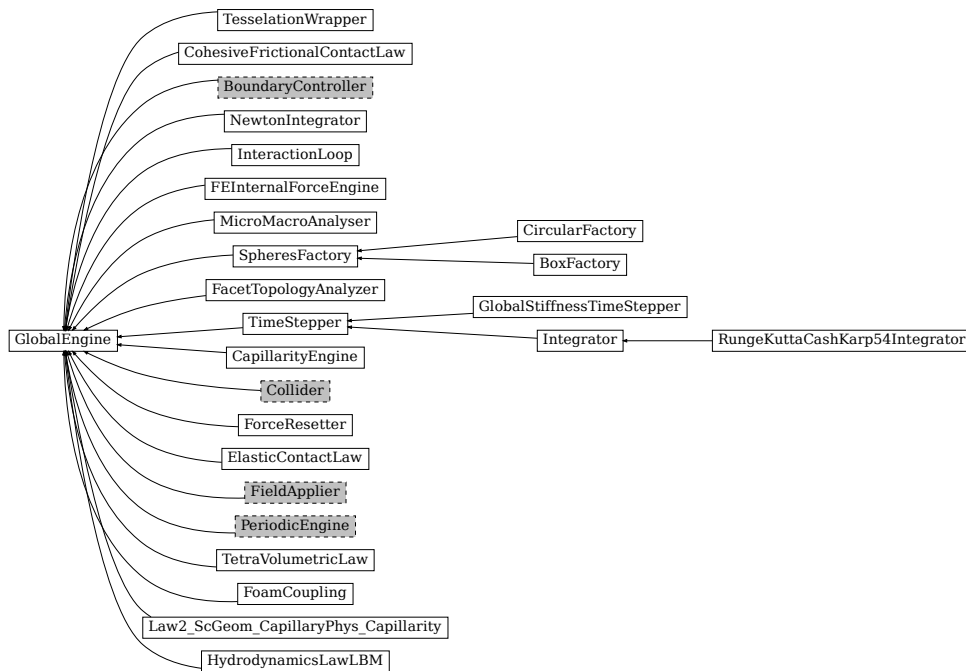 TesselationWrapper
CohesiveFrictionalContactLaw
BoundaryController
NewtonIntegrator
InteractionLoop
FEInternalForceEngine
MicroMacroAnalyser
CircularFactory
SpheresFactory
BoxFactory
FacetTopologyAnalyzer
GlobalStiffnessTimeStepper
TimeStepper
GlobalEngine
Integrator
RungeKuttaCashKarp54Integrator
CapillarityEngine
Collider
ForceResetter
ElasticContactLaw
FieldApplier
PeriodicEngine
TetraVolumetricLaw
FoamCoupling
Law2_ScGeom_CapillaryPhys_Capillarity
HydrodynamicsLawLBM